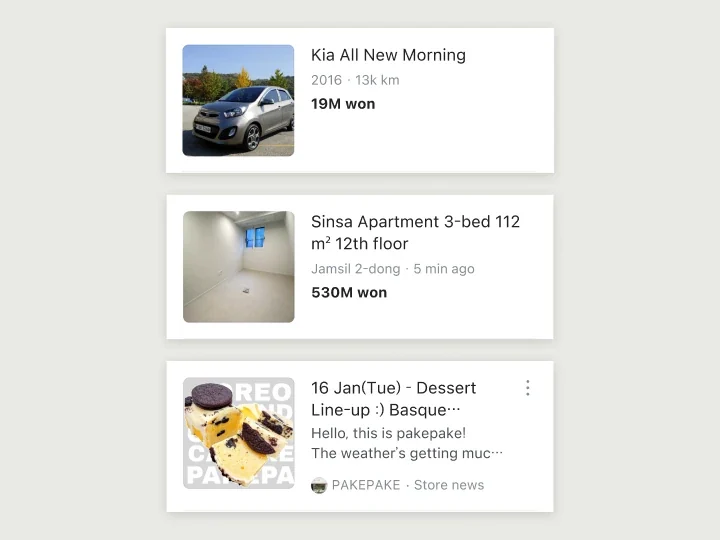 Kia All New Morning
2016 · 13k km
19M won
Sinsa Apartment 3-bed 112
m² 12th floor
Jamsil 2-dong · 5 min ago
530M won
OREO
16 Jan(Tue) - Dessert
Line-up :) Basque···
Hello, this is pakepake!
The weather's getting muc···
PAKEPA
PAKEPAKE · Store news